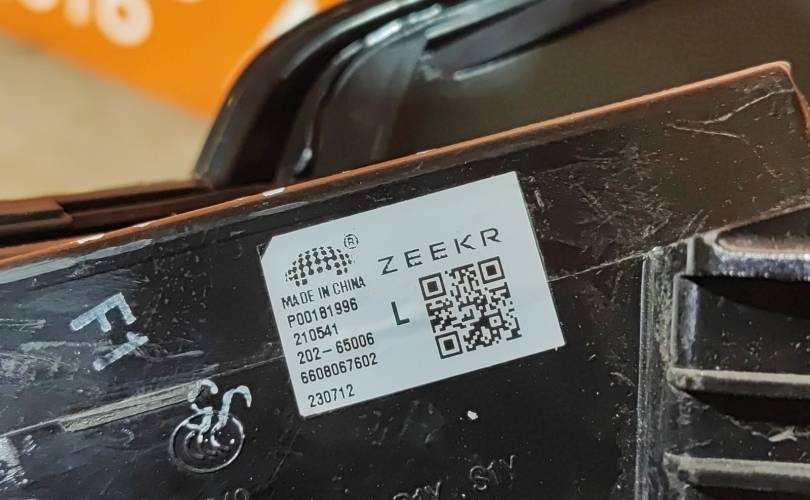 ZEEKR
MADE IN CHINA
P00181996
210541
202-65006
6608067602
230712
L
F1